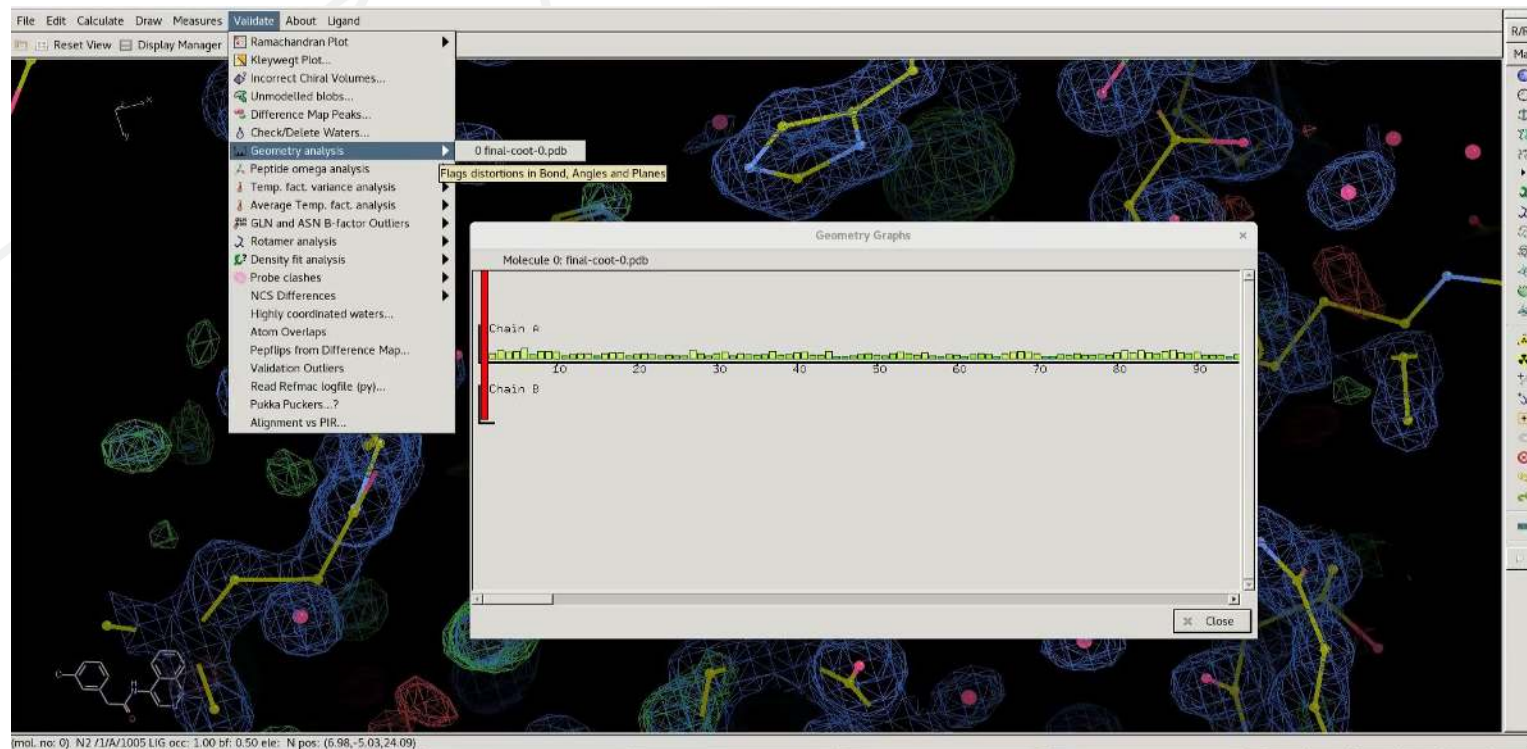 File Edit Calculate Draw Measures Validate About Ligand
R/R
Reset View Display Manager
Ma
Ramachandran Plot
Kleywegt Plot...
Incorrect Chiral Volumes...
Unmodelled blobs...
Difference Map Peaks...
Check/Delete Waters...
Geometry analysis
0 final-coot-0.pdb
Peptide omega analysis
Flags distortions in Bond, Angles and Planes
Temp. fact. variance analysis
Average Temp. fact. analysis
GLN and ASN B-factor Outliers
Rotamer analysis
Density fit analysis
Probe clashes
NCS Differences
Highly coordinated waters...
Atom Overlaps
Pepflips from Difference Map...
Validation Outliers
Read Refmac logfile (py)...
Pukka Puckers...?
Alignment vs PIR...
Geometry Graphs
Molecule 0: final-coot-0.pdb
Chain A
10 20 30 40 50 60 70 80 90
Chain B
Close
(mol. no: 0) N2 /1/A/1005 LIG occ: 1.00 bf: 0.50 ele: N pos: (6.98,-5.03,24.09)